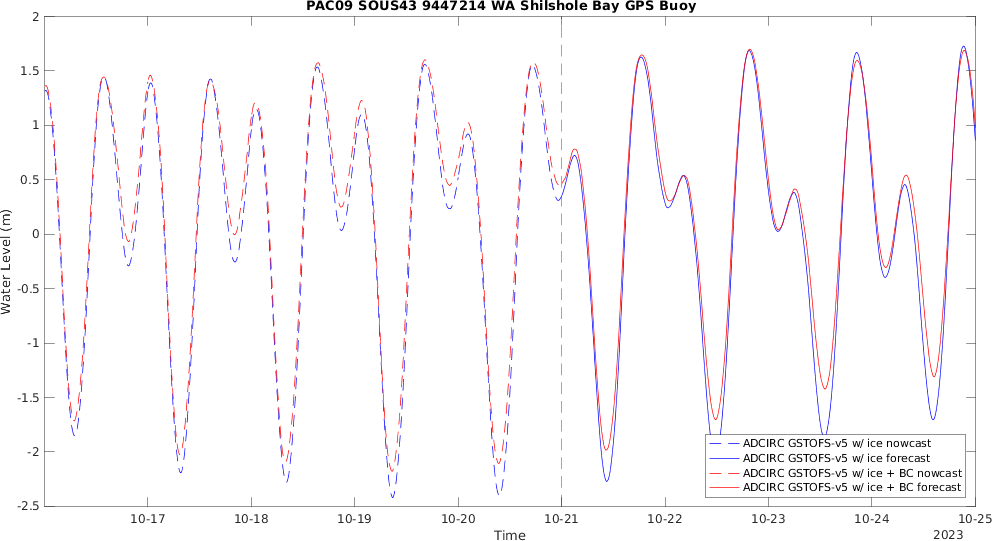 PAC09 SOUS43 9447214 WA Shilshole Bay GPS Buoy
2
1.5
1
0.5
0
-0.5
-1
-1.5
-2
-2.5
Water Level (m)
10-17
10-18
10-19
10-20
10-21
10-22
10-23
10-24
10-25
Time
2023
ADCIRC GSTOFS-v5 w/ ice nowcast
ADCIRC GSTOFS-v5 w/ ice forecast
ADCIRC GSTOFS-v5 w/ ice + BC nowcast
ADCIRC GSTOFS-v5 w/ ice + BC forecast